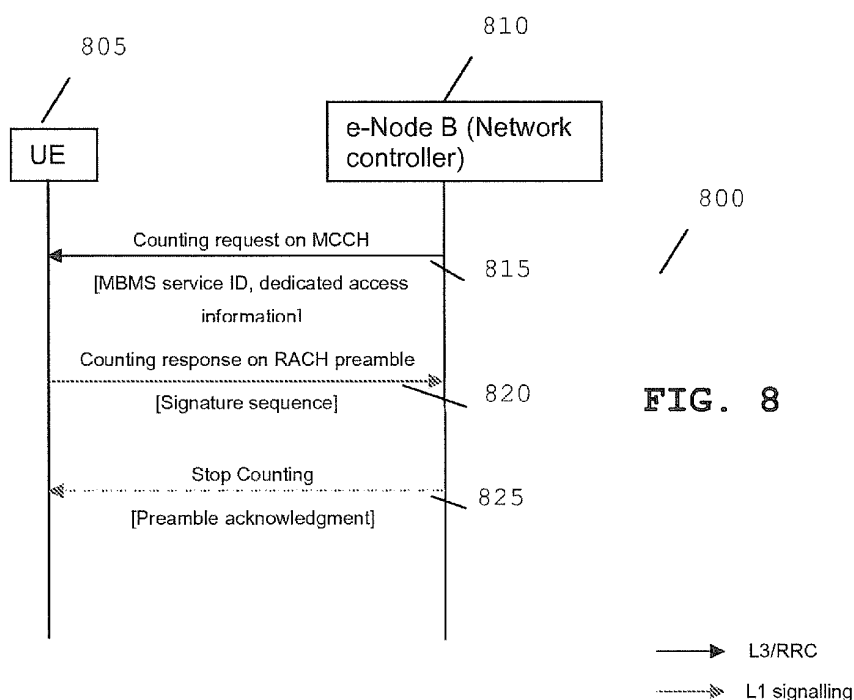 805
810
UE
e-Node B (Network
controller)
800
Counting request on MCCH
815
[MBMS service ID, dedicated access
information]
Counting response on RACH preamble
820
[Signature sequence]
FIG. 8
Stop Counting
825
[Preamble acknowledgment]
L3/RRC
L1 signalling